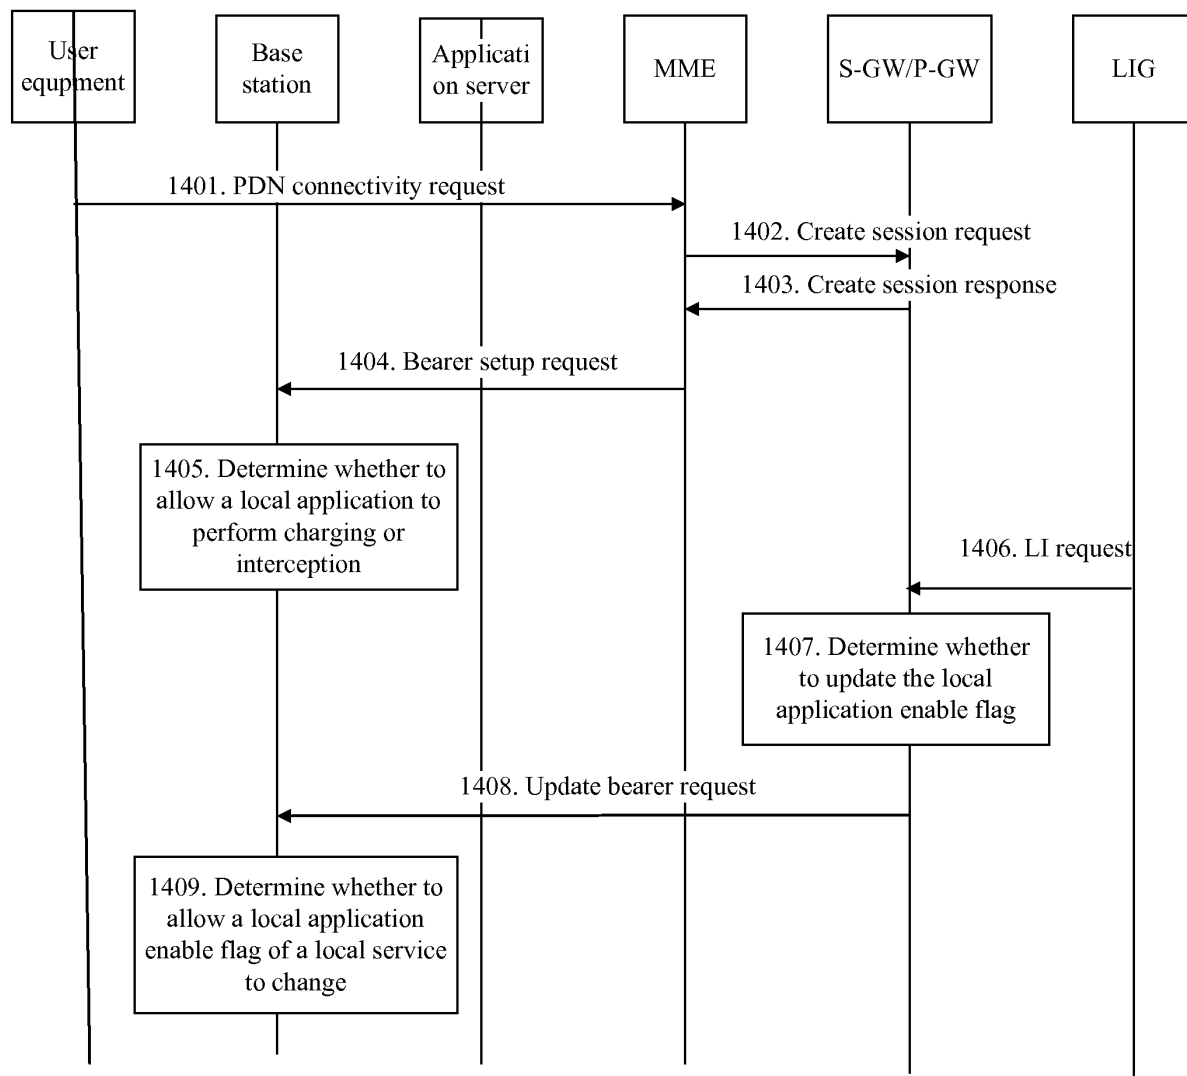 User
equpment
Base
station
Applicati
on server
MME
S-GW/P-GW
LIG
1401. PDN connectivity request
1402. Create session request
1403. Create session response
1404. Bearer setup request
1405. Determine whether to
allow a local application to
perform charging or
interception
1406. LI request
1407. Determine whether
to update the local
application enable flag
1408. Update bearer request
1409. Determine whether to
allow a local application
enable flag of a local service
to change